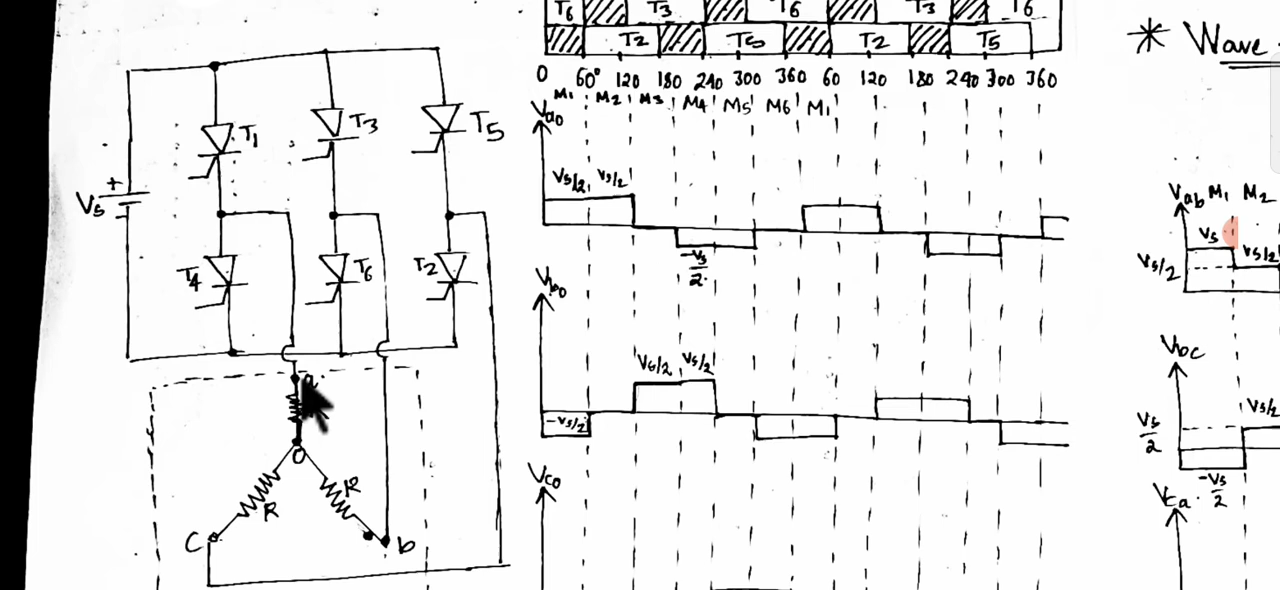 T6 T3 T6 T3 T6
T2 T5 T2 T5
0 60° 120 180 240 300 360 60 120 180 240 300 360
M1 M2 M3 M4 M5 M6 M1
* Wave
Vs
+
T1 T3 T5
T4 T6 T2
a
o
R R
c b
Vao
Vs/2 Vs/2
-Vs/2
Vbo
-Vs/2 Vs/2 Vs/2
Vco
Vab M1 M2
Vs
Vs/2 Vs/2
Vbc
Vs/2 Vs/2
-Vs/2
Vca